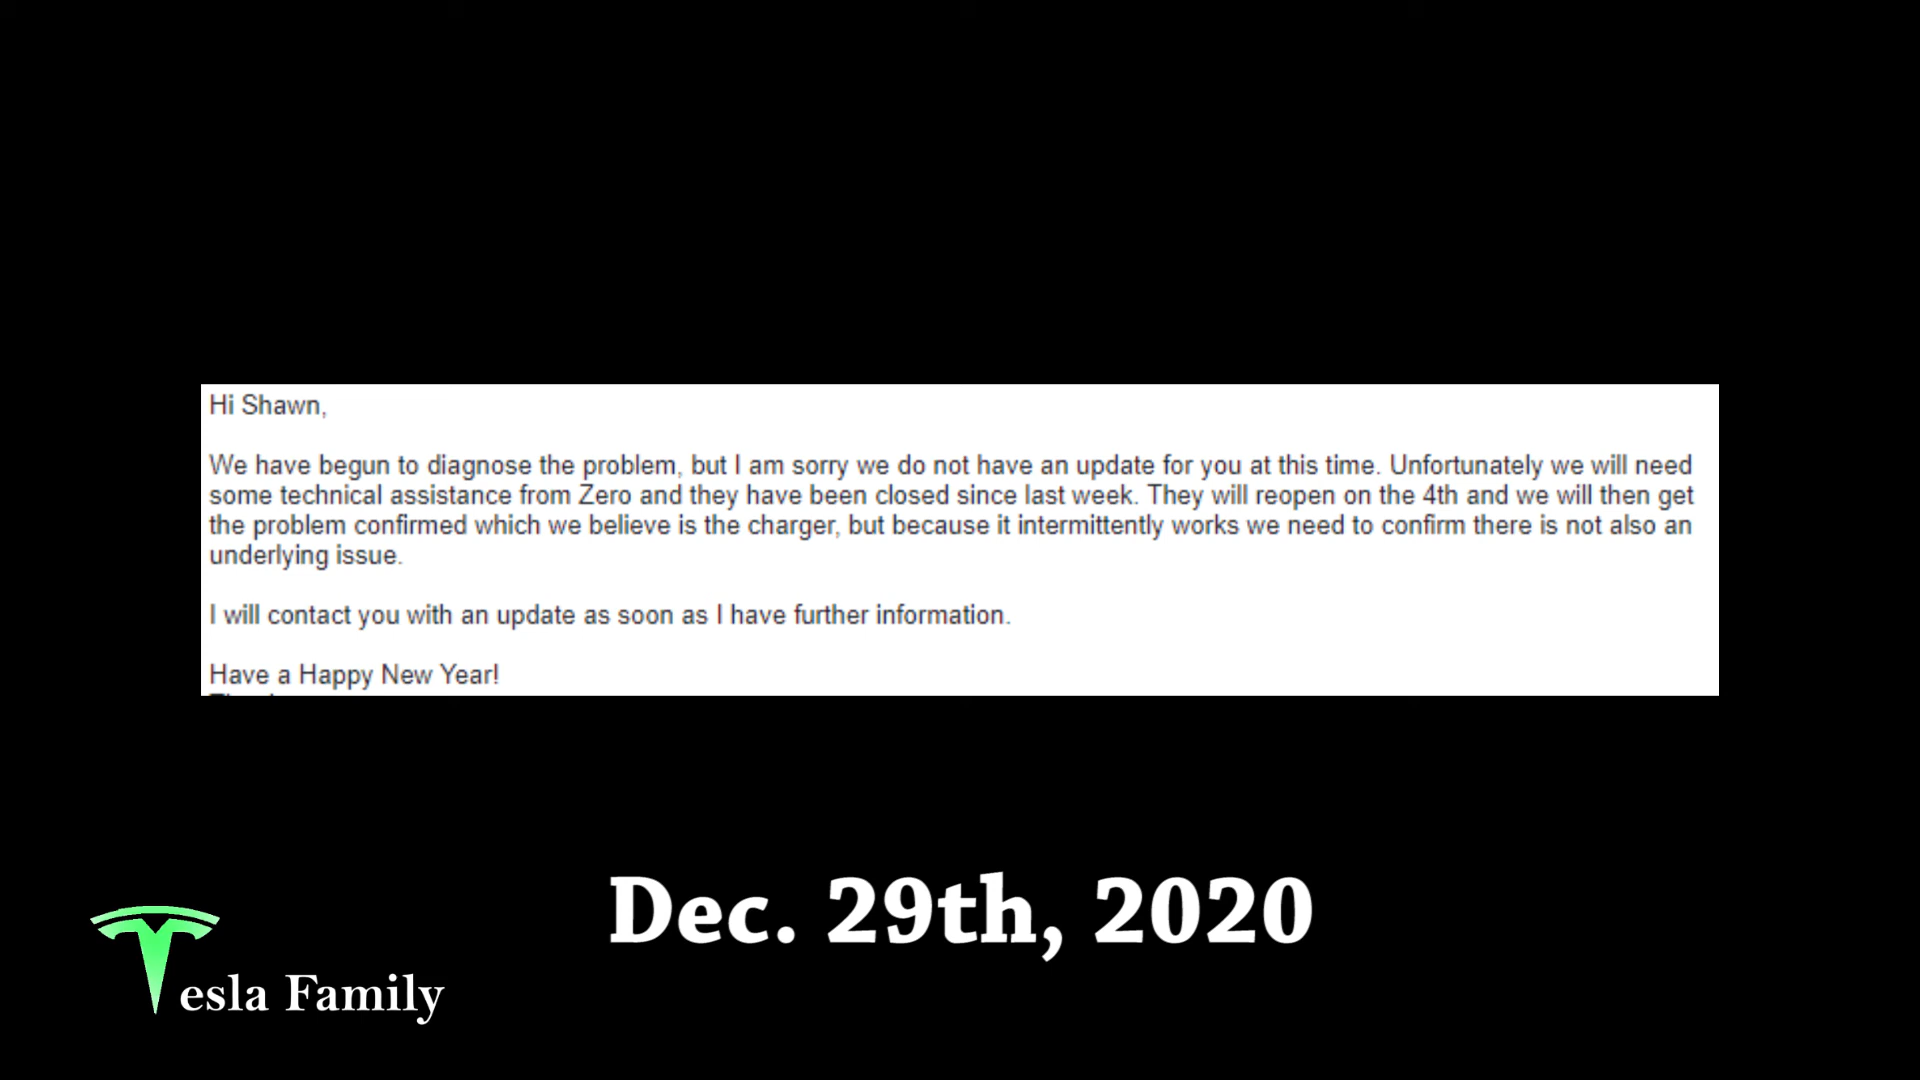 Hi Shawn,
We have begun to diagnose the problem, but I am sorry we do not have an update for you at this time. Unfortunately we will need
some technical assistance from Zero and they have been closed since last week. They will reopen on the 4th and we will then get
the problem confirmed which we believe is the charger, but because it intermittently works we need to confirm there is not also an
underlying issue.
I will contact you with an update as soon as I have further information.
Have a Happy New Year!
Dec. 29th, 2020
Tesla Family